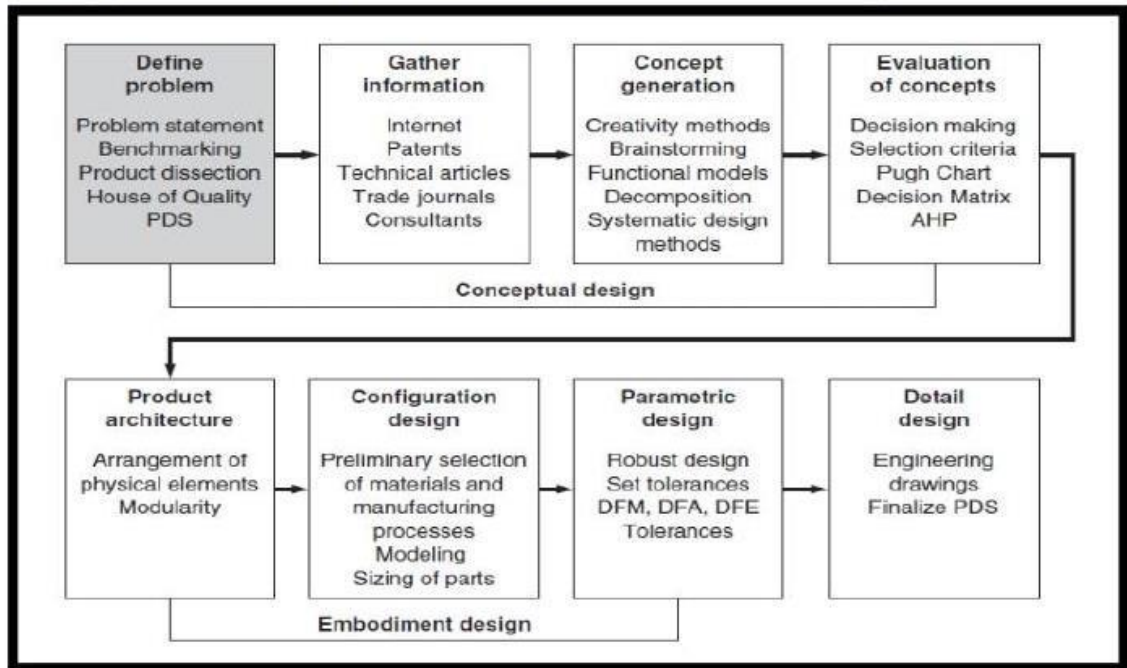 Define
problem
Problem statement
Benchmarking
Product dissection
House of Quality
PDS
Gather
information
Internet
Patents
Technical articles
Trade journals
Consultants
Concept
generation
Creativity methods
Brainstorming
Functional models
Decomposition
Systematic design
methods
Evaluation
of concepts
Decision making
Selection criteria
Pugh Chart
Decision Matrix
AHP
Conceptual design
Product
architecture
Arrangement of
physical elements
Modularity
Configuration
design
Preliminary selection
of materials and
manufacturing
processes
Modeling
Sizing of parts
Parametric
design
Robust design
Set tolerances
DFM, DFA, DFE
Tolerances
Detail
design
Engineering
drawings
Finalize PDS
Embodiment design